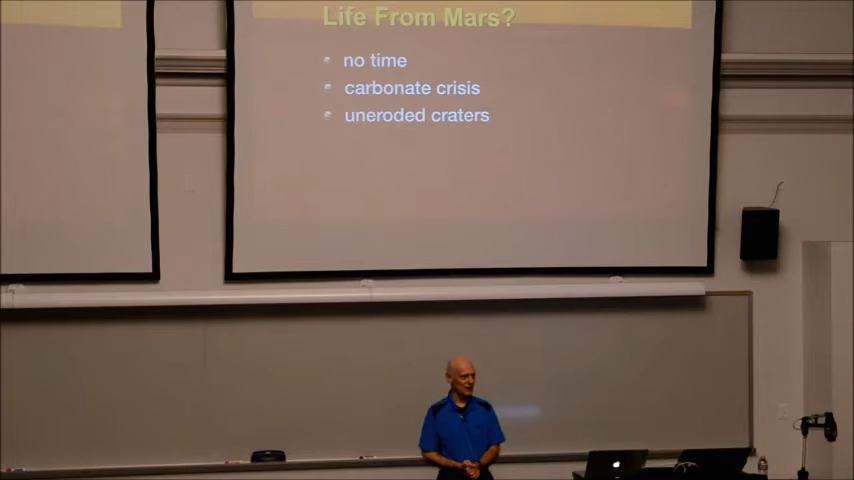 Life From Mars?
no time
carbonate crisis
uneroded craters